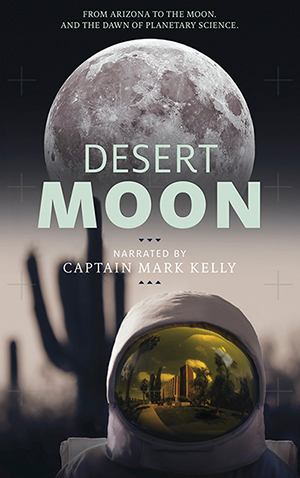 FROM ARIZONA TO THE MOON.
AND THE DAWN OF PLANETARY SCIENCE.
DESERT
MOON
NARRATED BY
CAPTAIN MARK KELLY